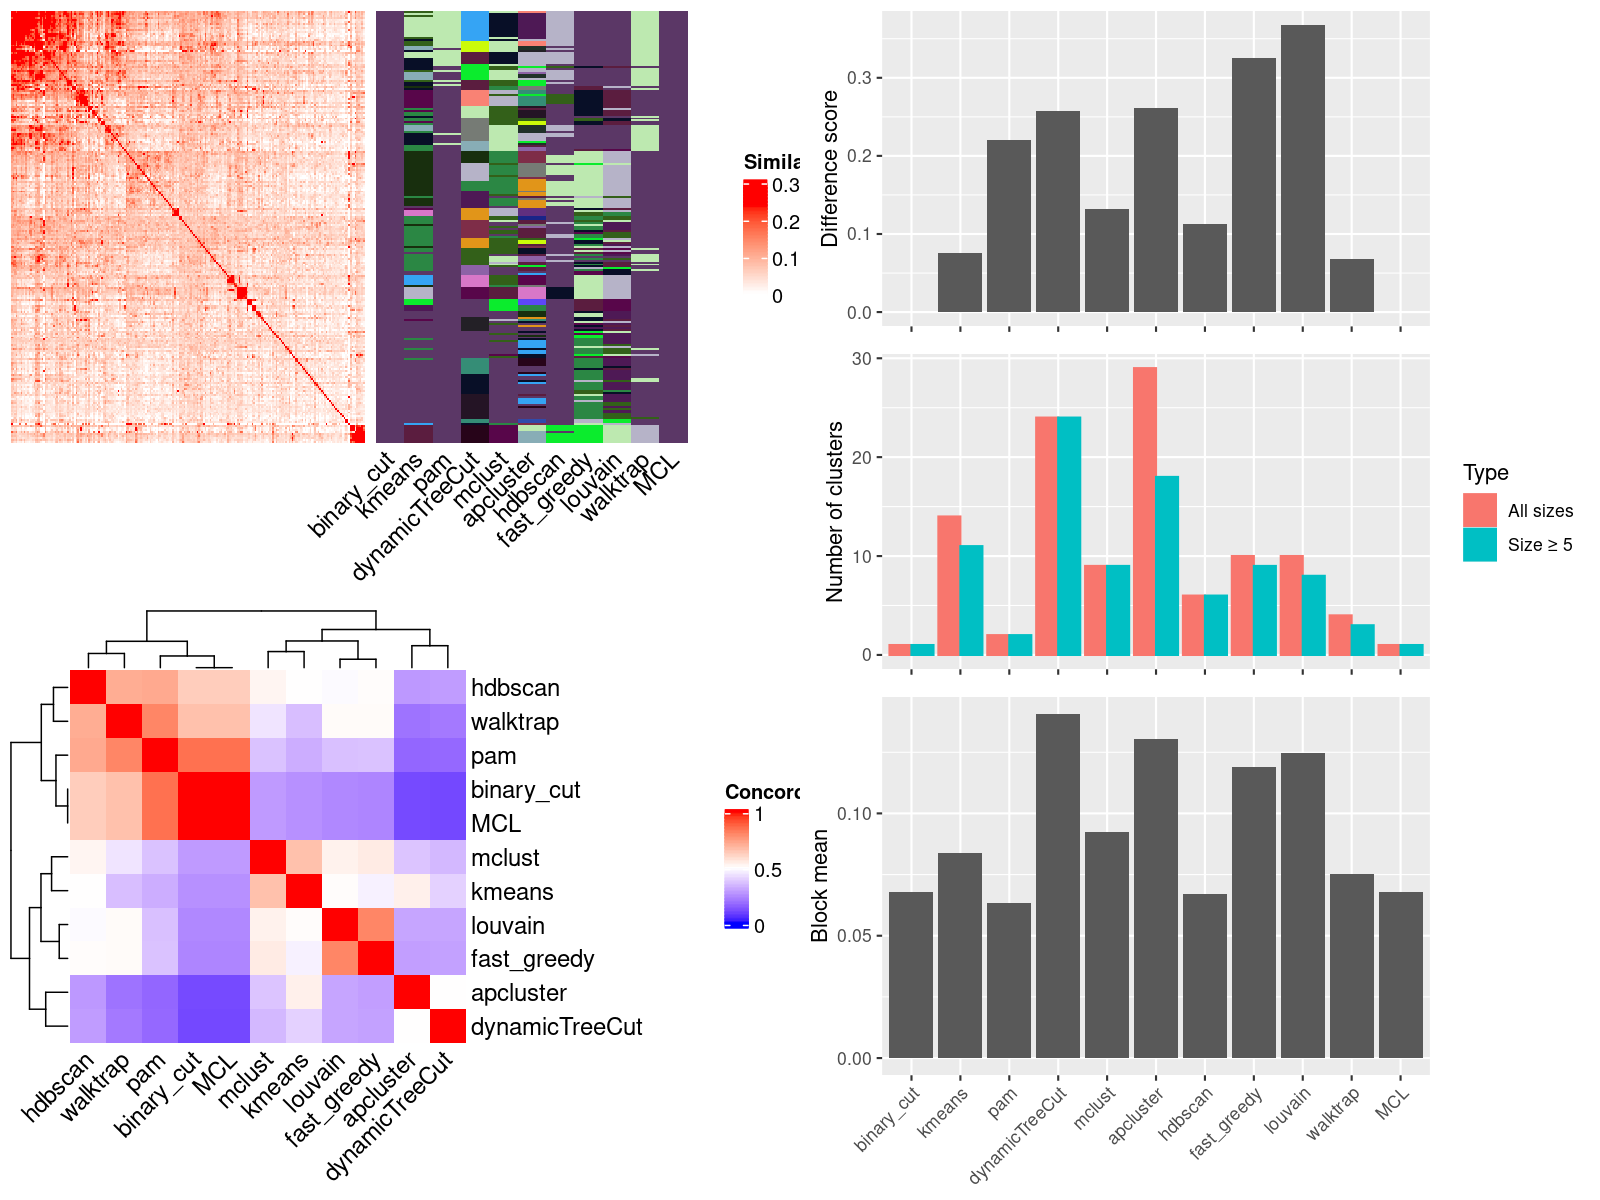 Simila
0.3
0.2
0.1
0
binary_cut
kmeans
pam
dynamicTreeCut
mclust
apcluster
hdbscan
fast_greedy
louvain
walktrap
MCL
hdbscan
walktrap
pam
binary_cut
MCL
mclust
kmeans
louvain
fast_greedy
apcluster
dynamicTreeCut
hdbscan
walktrap
pam
binary_cut
MCL
mclust
kmeans
louvain
fast_greedy
apcluster
dynamicTreeCut
Concord
1
0.5
0
Difference score
0.3
0.2
0.1
0.0
Number of clusters
30
20
10
0
Type
All sizes
Size ≥ 5
Block mean
0.10
0.05
0.00
binary_cut
kmeans
pam
dynamicTreeCut
mclust
apcluster
hdbscan
fast_greedy
louvain
walktrap
MCL